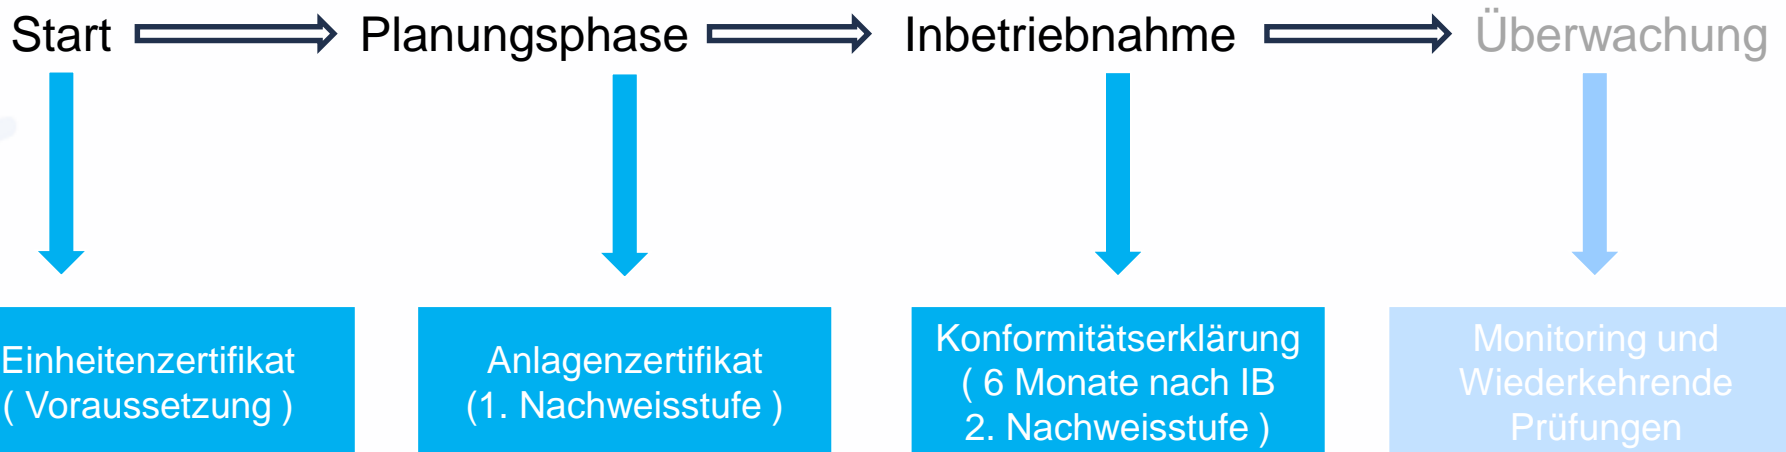 Start
Planungsphase
Inbetriebnahme
Überwachung
Einheitenzertifikat
( Voraussetzung )
Anlagenzertifikat
(1. Nachweisstufe )
Konformitätserklärung
( 6 Monate nach IB
2. Nachweisstufe )
Monitoring und
Wiederkehrende
Prüfungen